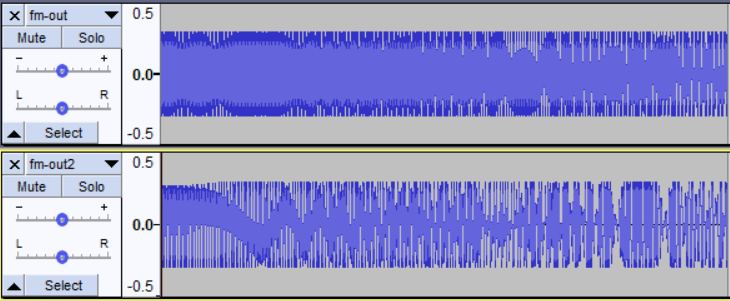 fm-out
0.5
Mute Solo
- +
0.0
L R
Select
-0.5
fm-out2
0.5
Mute Solo
- +
0.0
L R
Select
-0.5